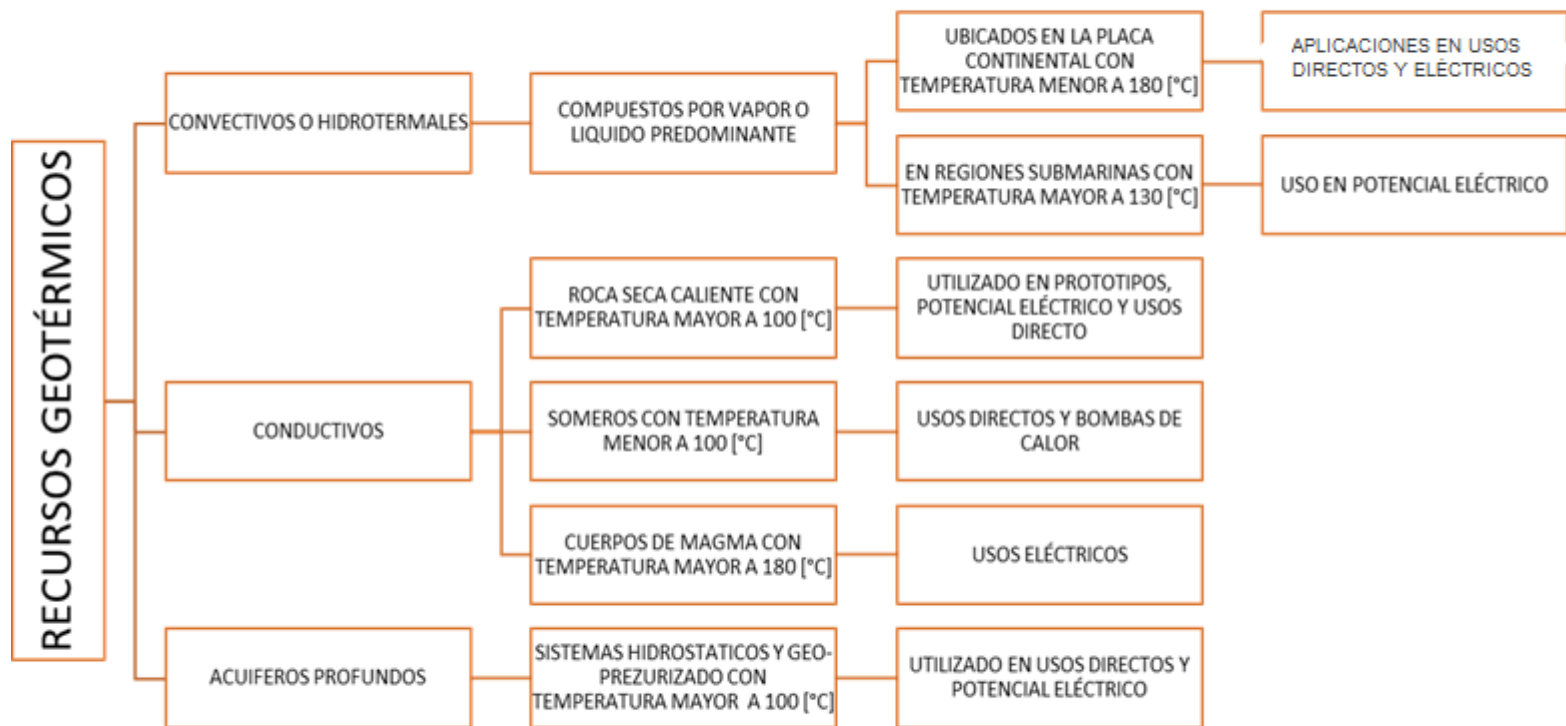 RECURSOS GEOTÉRMICOS
CONVECTIVOS O HIDROTERMALES
COMPUESTOS POR VAPOR O
LIQUIDO PREDOMINANTE
UBICADOS EN LA PLACA
CONTINENTAL CON
TEMPERATURA MENOR A 180 [°C]
APLICACIONES EN USOS
DIRECTOS Y ELÉCTRICOS
EN REGIONES SUBMARINAS CON
TEMPERATURA MAYOR A 130 [°C]
USO EN POTENCIAL ELÉCTRICO
CONDUCTIVOS
ROCA SECA CALIENTE CON
TEMPERATURA MAYOR A 100 [°C]
UTILIZADO EN PROTOTIPOS,
POTENCIAL ELÉCTRICO Y USOS
DIRECTO
SOMEROS CON TEMPERATURA
MENOR A 100 [°C]
USOS DIRECTOS Y BOMBAS DE
CALOR
CUERPOS DE MAGMA CON
TEMPERATURA MAYOR A 180 [°C]
USOS ELÉCTRICOS
ACUIFEROS PROFUNDOS
SISTEMAS HIDROSTATICOS Y GEO-
PREZURIZADO CON
TEMPERATURA MAYOR A 100 [°C]
UTILIZADO EN USOS DIRECTOS Y
POTENCIAL ELÉCTRICO